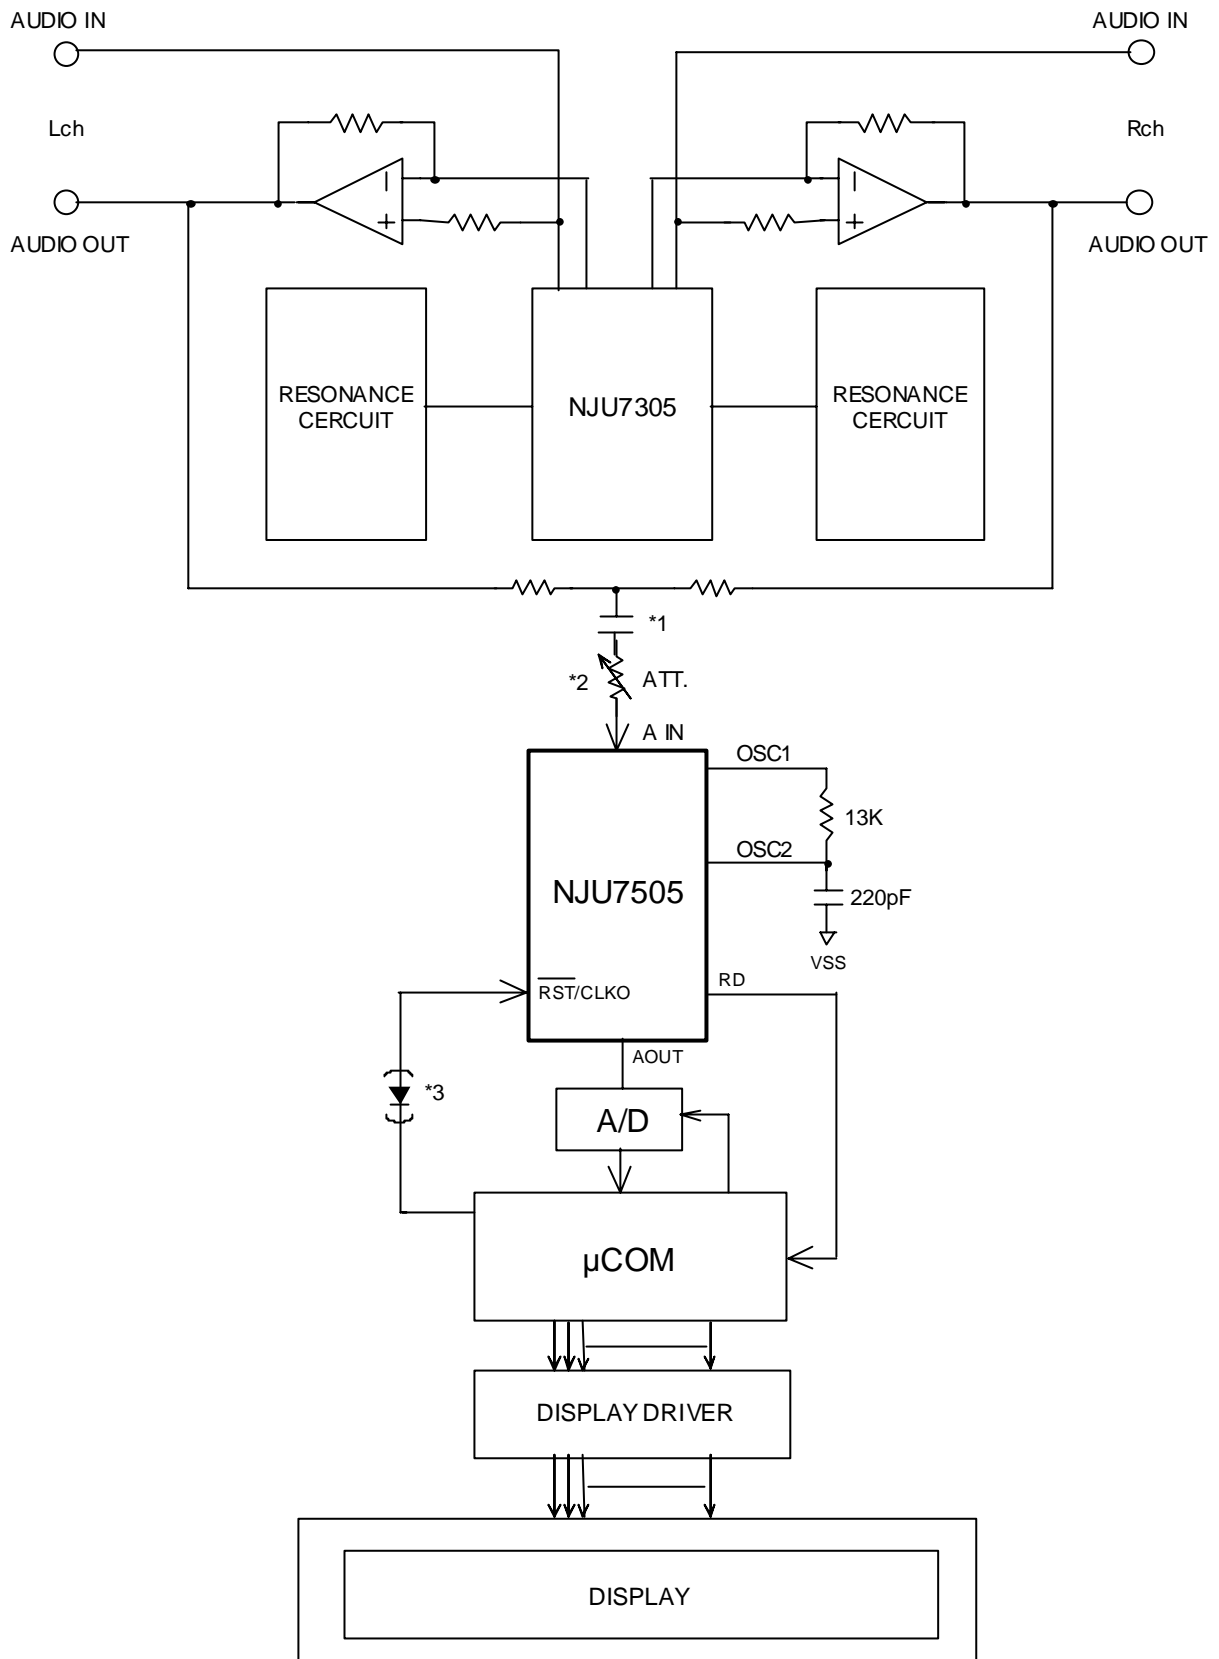 AUDIO IN
AUDIO IN
Lch
Rch
AUDIO OUT
AUDIO OUT
RESONANCE
CERCUIT
NJU7305
RESONANCE
CERCUIT
*1
*2
ATT.
A IN
OSC1
13K
OSC2
NJU7505
220pF
VSS
RD
RST/CLKO
AOUT
*3
A/D
µCOM
DISPLAY DRIVER
DISPLAY